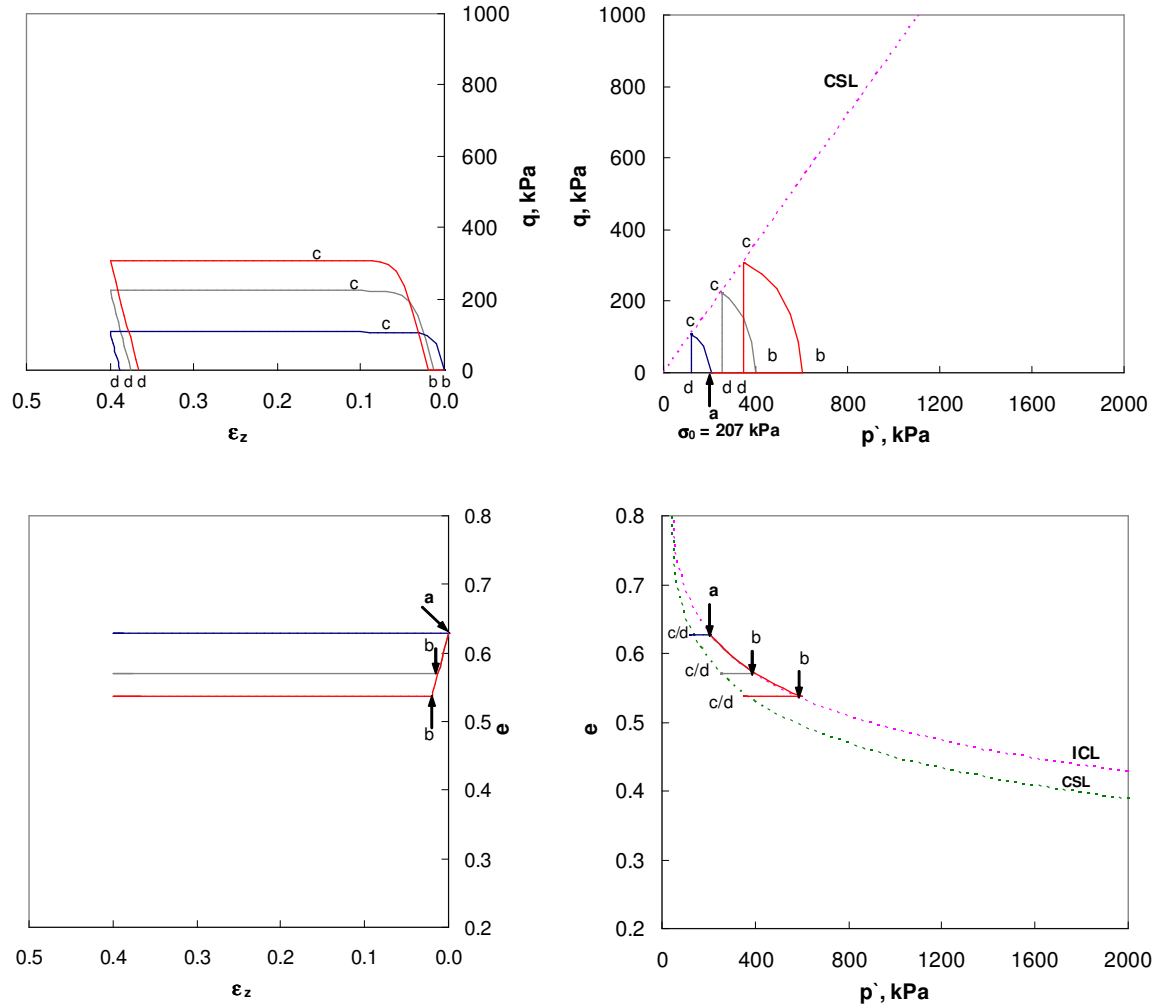 1000
800
600
400
200
0
q, kPa
c
c
c
d d d
b b
0.5
0.4
0.3
0.2
0.1
0.0
εz
1000
800
600
400
200
0
q, kPa
CSL
c
c
c
b
b
d
d d
a
σ0 = 207 kPa
0
400
800
1200
1600
2000
p`, kPa
0.8
0.7
0.6
0.5
0.4
0.3
0.2
e
a
b
b
0.5
0.4
0.3
0.2
0.1
0.0
εz
0.8
0.7
0.6
0.5
0.4
0.3
0.2
e
a
b
b
c/d
c/d
c/d
ICL
CSL
0
400
800
1200
1600
2000
p`, kPa